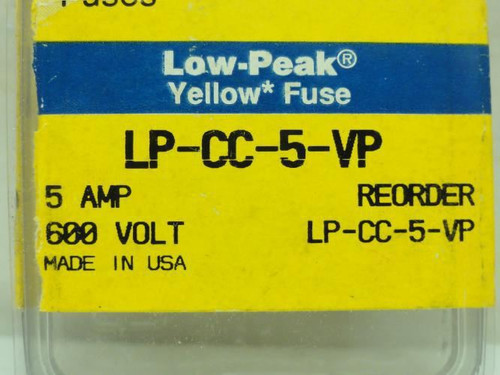 Fuses
Low-Peak®
Yellow* Fuse
LP-CC-5-VP
5 AMP REORDER
600 VOLT LP-CC-5-VP
MADE IN USA